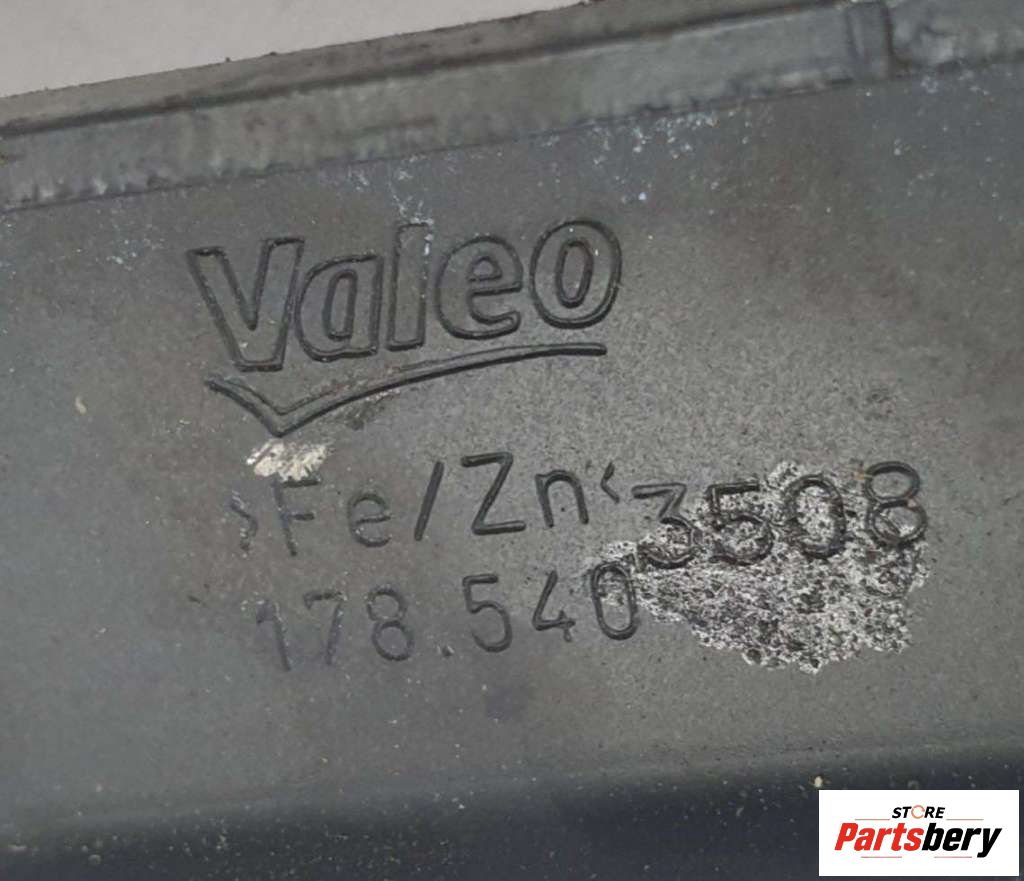 Valeo
>Fe/Zn< 3508
178.540
STORE
Partsbery